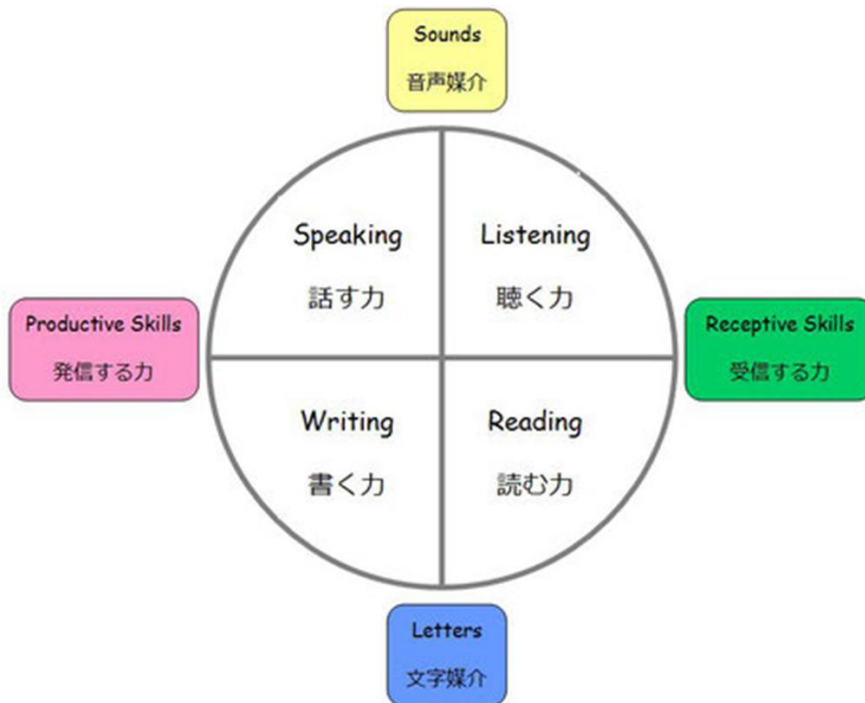 Sounds
音声媒介
Speaking
話す力
Listening
聴く力
Productive Skills
発信する力
Receptive Skills
受信する力
Writing
書く力
Reading
読む力
Letters
文字媒介